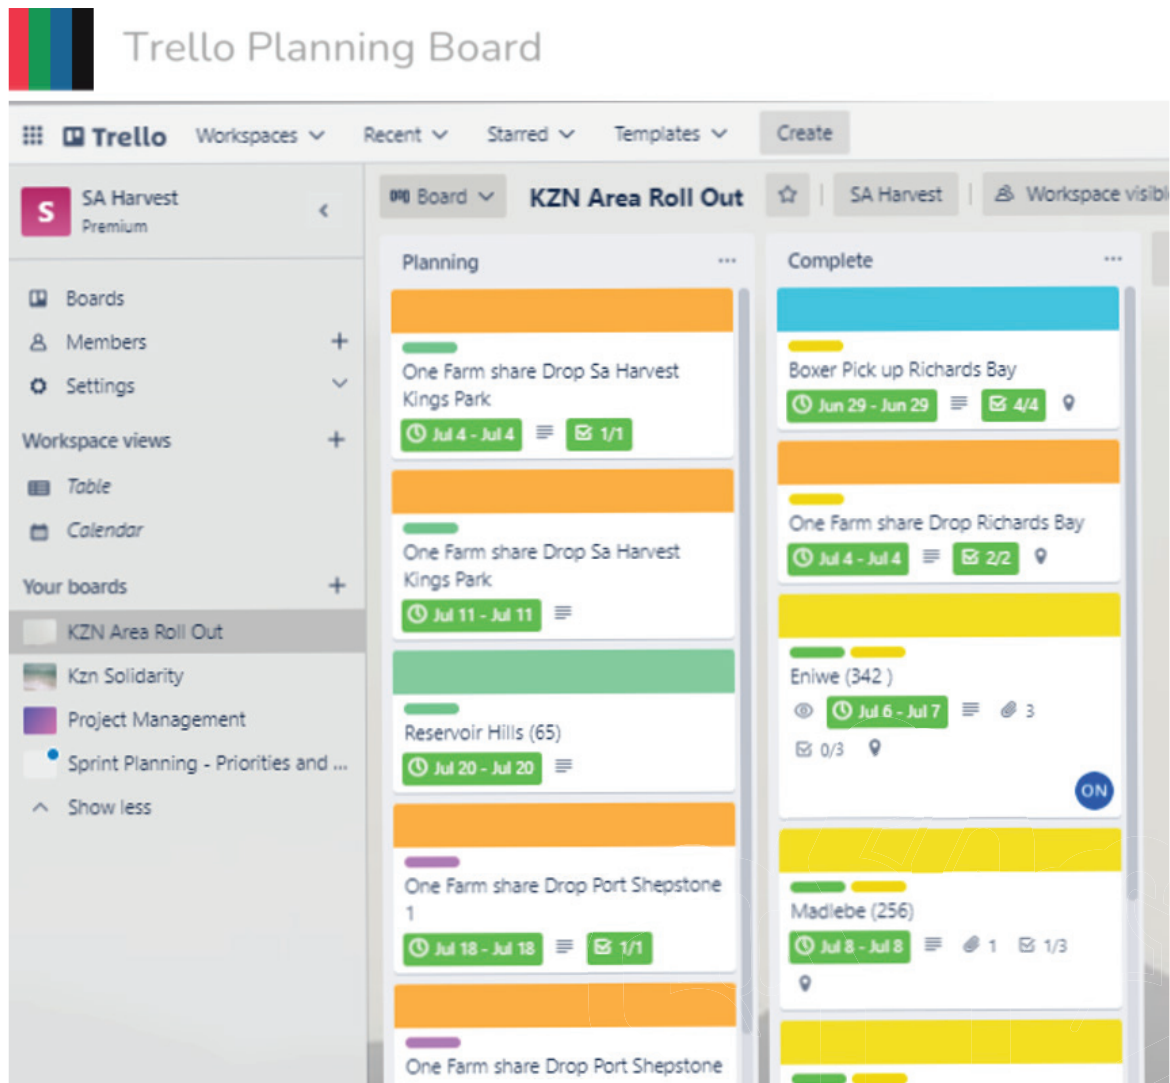 Trello Planning Board
Trello Workspaces Recent Starred Templates Create
S SA Harvest
Premium
Boards
Members
Settings
Workspace views
Table
Calendar
Your boards
KZN Area Roll Out
Kzn Solidarity
Project Management
Sprint Planning - Priorities and ...
Show less
Board KZN Area Roll Out SA Harvest Workspace
Planning
One Farm share Drop Sa Harvest
Kings Park
Jul 4 - Jul 4 1/1
One Farm share Drop Sa Harvest
Kings Park
Jul 11 - Jul 11
Reservoir Hills (65)
Jul 20 - Jul 20
One Farm share Drop Port Shepstone
1
Jul 18 - Jul 18 1/1
One Farm share Drop Port Shepstone
Complete
Boxer Pick up Richards Bay
Jun 29 - Jun 29 4/4
One Farm share Drop Richards Bay
Jul 4 - Jul 4 2/2
Eniwe (342 )
Jul 6 - Jul 7 3
0/3
ON
Madlebe (256)
Jul 8 - Jul 8 1 1/3